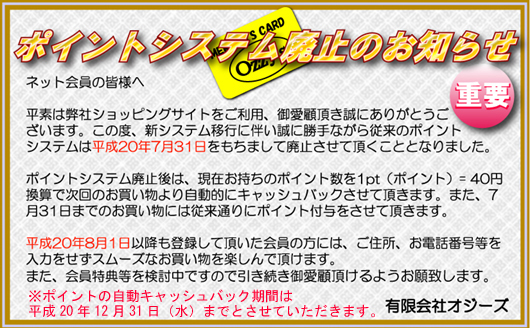 MEMBERS CARD
Ozzys
ポイントシステム廃止のお知らせ
重要
ネット会員の皆様へ
平素は弊社ショッピングサイトをご利用、御愛顧頂き誠にありがとうご
ざいます。この度、新システム移行に伴い誠に勝手ながら従来のポイント
システムは平成20年7月31日をもちまして廃止させて頂くこととなりました。
ポイントシステム廃止後は、現在お持ちのポイント数を1pt（ポイント）= 40円
換算で次回のお買い物より自動的にキャッシュバックさせて頂きます。また、7
月31日までのお買い物には従来通りにポイント付与をさせて頂きます。
平成20年8月1日以降も登録して頂いた会員の方には、ご住所、お電話番号等を
入力をせずスムーズなお買い物を楽しんで頂けます。
また、会員特典等を検討中ですので引き続き御愛顧頂けるようお願致します。
※ポイントの自動キャッシュバック期間は
平成 20 年 12 月 31 日（水）までとさせていただきます。
有限会社オジーズ